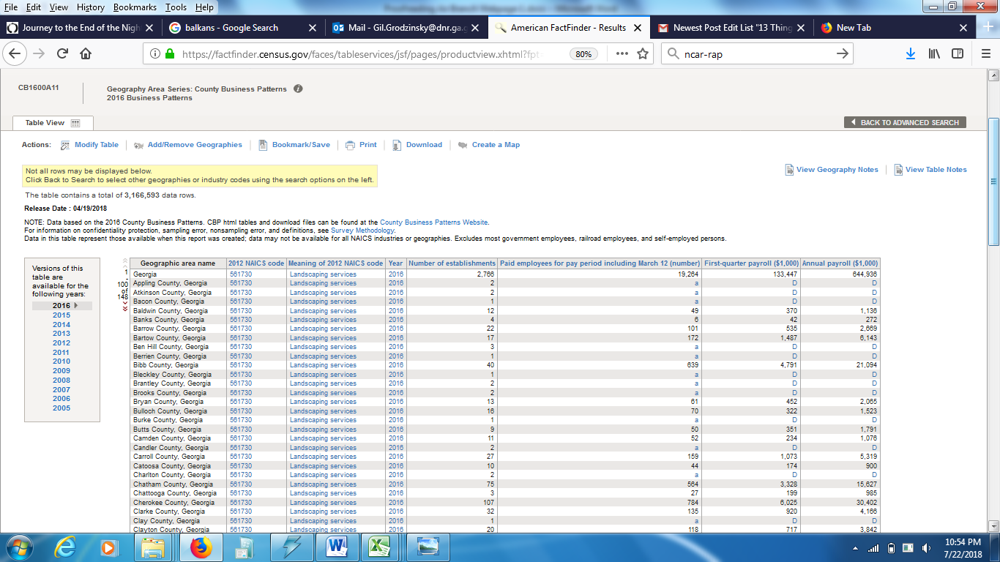 Proofreading to Branch Webpage-2.docx - Microsoft Word
File Edit View History Bookmarks Tools Help
Journey to the End of the Nigh
balkans - Google Search
Mail - Gil.Grodzinsky@dnr.ga.g
American FactFinder - Results
Newest Post Edit List "13 Thing
New Tab
https://factfinder.census.gov/faces/tableservices/jsf/pages/productview.xhtml?fpt
80%
ncar-rap
CB1600A11
Geography Area Series: County Business Patterns
2016 Business Patterns
Table View
BACK TO ADVANCED SEARCH
Actions: Modify Table Add/Remove Geographies Bookmark/Save Print Download Create a Map
Not all rows may be displayed below.
Click Back to Search to select other geographies or industry codes using the search options on the left.
View Geography Notes View Table Notes
The table contains a total of 3,166,593 data rows.
Release Date : 04/19/2018
NOTE: Data based on the 2016 County Business Patterns. CBP html tables and download files can be found at the County Business Patterns Website.
For information on confidentiality protection, sampling error, nonsampling error, and definitions, see Survey Methodology.
Data in this table represent those available when this report was created; data may not be available for all NAICS industries or geographies. Excludes most government employees, railroad employees, and self-employed persons.
Versions of this
table are
available for the
following years:
2016
2015
2014
2013
2012
2011
2010
2009
2008
2007
2006
2005
1
-
100
of
148
Geographic area name 2012 NAICS code Meaning of 2012 NAICS code Year Number of establishments Paid employees for pay period including March 12 (number) First-quarter payroll ($1,000) Annual payroll ($1,000)
Georgia 561730 Landscaping services 2016 2,766 19,264 133,447 644,936
Appling County, Georgia 561730 Landscaping services 2016 2 a D D
Atkinson County, Georgia 561730 Landscaping services 2016 2 a D D
Bacon County, Georgia 561730 Landscaping services 2016 1 a D D
Baldwin County, Georgia 561730 Landscaping services 2016 12 49 370 1,136
Banks County, Georgia 561730 Landscaping services 2016 4 6 42 272
Barrow County, Georgia 561730 Landscaping services 2016 22 101 535 2,669
Bartow County, Georgia 561730 Landscaping services 2016 17 172 1,487 6,143
Ben Hill County, Georgia 561730 Landscaping services 2016 3 a D D
Berrien County, Georgia 561730 Landscaping services 2016 1 a D D
Bibb County, Georgia 561730 Landscaping services 2016 40 639 4,791 21,094
Bleckley County, Georgia 561730 Landscaping services 2016 1 a D D
Brantley County, Georgia 561730 Landscaping services 2016 2 a D D
Brooks County, Georgia 561730 Landscaping services 2016 2 a D D
Bryan County, Georgia 561730 Landscaping services 2016 13 61 452 2,065
Bulloch County, Georgia 561730 Landscaping services 2016 16 70 322 1,523
Burke County, Georgia 561730 Landscaping services 2016 1 a D D
Butts County, Georgia 561730 Landscaping services 2016 9 50 351 1,791
Camden County, Georgia 561730 Landscaping services 2016 11 52 234 1,076
Candler County, Georgia 561730 Landscaping services 2016 2 a D D
Carroll County, Georgia 561730 Landscaping services 2016 27 159 1,073 5,319
Catoosa County, Georgia 561730 Landscaping services 2016 10 44 174 900
Charlton County, Georgia 561730 Landscaping services 2016 2 a D D
Chatham County, Georgia 561730 Landscaping services 2016 75 564 3,328 15,627
Chattooga County, Georgia 561730 Landscaping services 2016 3 27 199 985
Cherokee County, Georgia 561730 Landscaping services 2016 107 784 6,025 30,402
Clarke County, Georgia 561730 Landscaping services 2016 32 135 920 4,166
Clay County, Georgia 561730 Landscaping services 2016 1 a D D
Clayton County, Georgia 561730 Landscaping services 2016 20 118 717 3,842
10:54 PM
7/22/2018